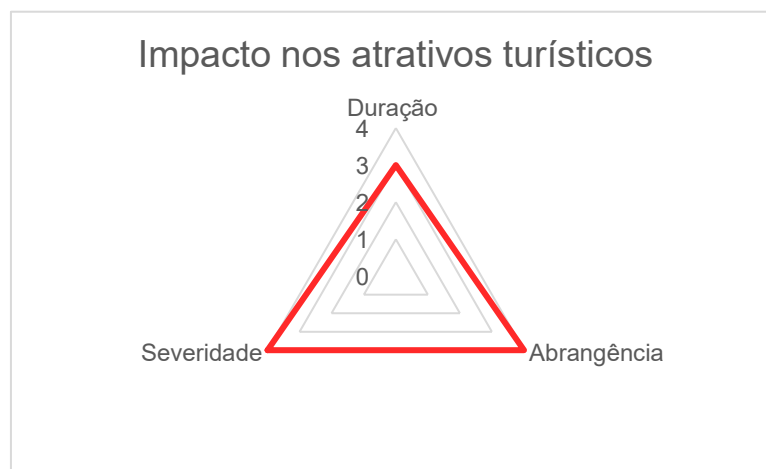 Impacto nos atrativos turísticos
Duração
4
3
2
1
0
Severidade
Abrangência